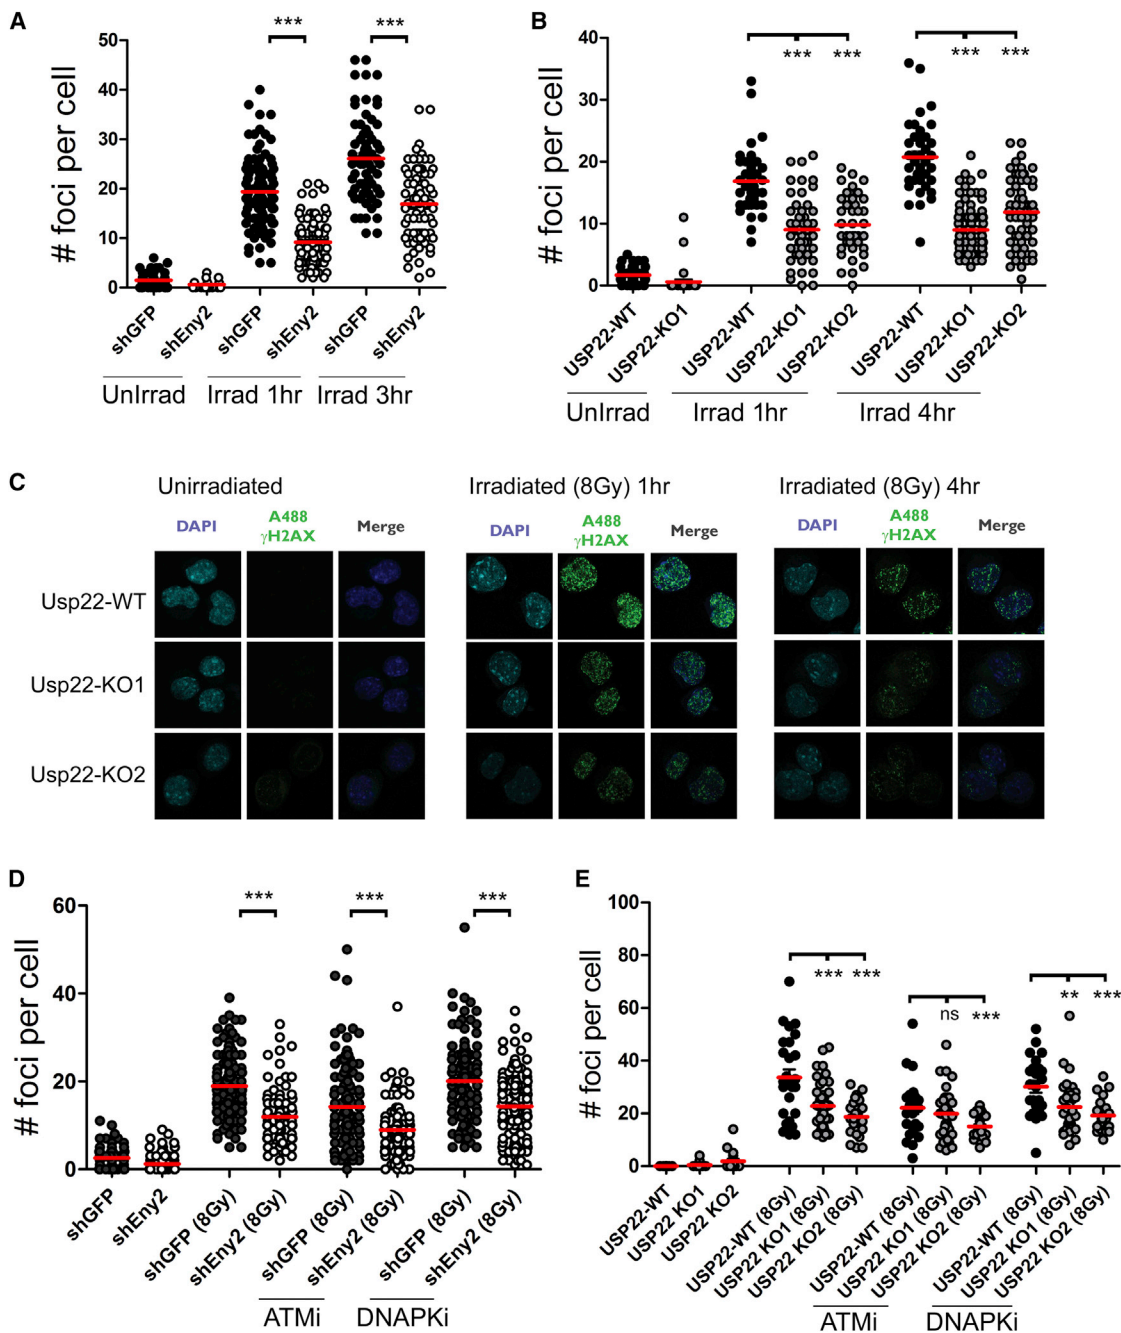 A
***
***
# foci per cell
50
40
30
20
10
0
shGFP
shEny2
shGFP
shEny2
shGFP
shEny2
UnIrrad
Irrad 1hr
Irrad 3hr
B
***
***
***
***
# foci per cell
40
30
20
10
0
USP22-WT
USP22-KO1
USP22-WT
USP22-KO1
USP22-KO2
USP22-WT
USP22-KO1
USP22-KO2
UnIrrad
Irrad 1hr
Irrad 4hr
C
Unirradiated
Irradiated (8Gy) 1hr
Irradiated (8Gy) 4hr
DAPI
A488
γH2AX
Merge
DAPI
A488
γH2AX
Merge
DAPI
A488
γH2AX
Merge
Usp22-WT
Usp22-KO1
Usp22-KO2
D
***
***
***
# foci per cell
60
40
20
0
shGFP
shEny2
shGFP (8Gy)
shEny2 (8Gy)
shGFP (8Gy)
shEny2 (8Gy)
shGFP (8Gy)
shEny2 (8Gy)
ATMi
DNAPKi
E
***
***
ns
***
**
***
# foci per cell
100
80
60
40
20
0
USP22-WT
USP22 KO1
USP22 KO2
USP22-WT (8Gy)
USP22 KO1 (8Gy)
USP22 KO2 (8Gy)
USP22-WT (8Gy)
USP22 KO1 (8Gy)
USP22 KO2 (8Gy)
USP22-WT (8Gy)
USP22 KO1 (8Gy)
USP22 KO2 (8Gy)
ATMi
DNAPKi